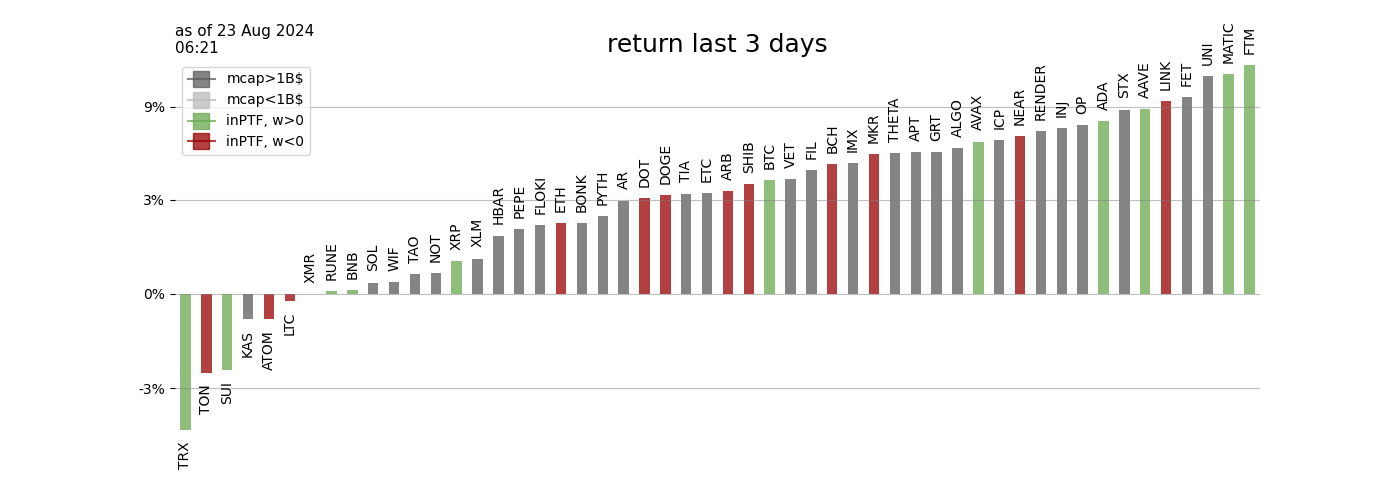 as of 23 Aug 2024
06:21
return last 3 days
mcap>1B$
mcap<1B$
inPTF, w>0
inPTF, w<0
9%
3%
0%
-3%
TRX
TON
SUI
KAS
ATOM
LTC
XMR
RUNE
BNB
SOL
WIF
TAO
NOT
XRP
XLM
HBAR
PEPE
FLOKI
ETH
BONK
PYTH
AR
DOT
DOGE
TIA
ETC
ARB
SHIB
BTC
VET
FIL
BCH
IMX
MKR
THETA
APT
GRT
ALGO
AVAX
ICP
NEAR
RENDER
INJ
OP
ADA
STX
AAVE
LINK
FET
UNI
MATIC
FTM